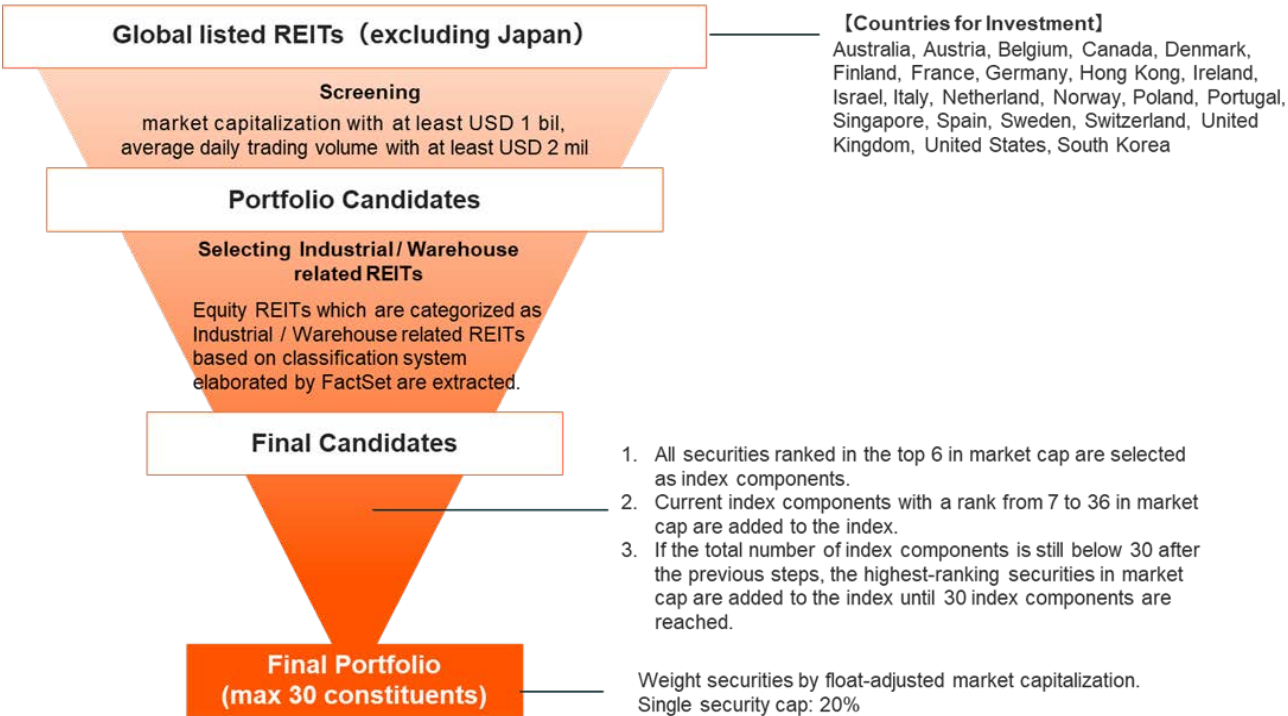 Global listed REITs（excluding Japan）
【Countries for Investment】
Australia, Austria, Belgium, Canada, Denmark,
Finland, France, Germany, Hong Kong, Ireland,
Israel, Italy, Netherland, Norway, Poland, Portugal,
Singapore, Spain, Sweden, Switzerland, United
Kingdom, United States, South Korea
Screening
market capitalization with at least USD 1 bil,
average daily trading volume with at least USD 2 mil
Portfolio Candidates
Selecting Industrial / Warehouse
related REITs
Equity REITs which are categorized as
Industrial / Warehouse related REITs
based on classification system
elaborated by FactSet are extracted.
Final Candidates
1. All securities ranked in the top 6 in market cap are selected
as index components.
2. Current index components with a rank from 7 to 36 in market
cap are added to the index.
3. If the total number of index components is still below 30 after
the previous steps, the highest-ranking securities in market
cap are added to the index until 30 index components are
reached.
Final Portfolio
(max 30 constituents)
Weight securities by float-adjusted market capitalization.
Single security cap: 20%